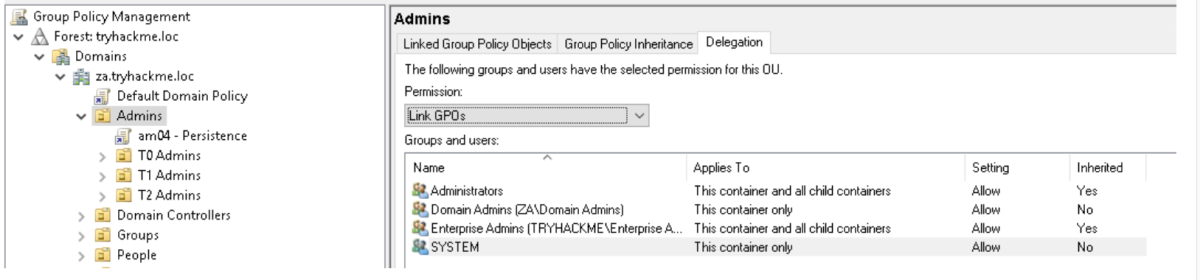 Group Policy Management
Forest: tryhackme.loc
Domains
za.tryhackme.loc
Default Domain Policy
Admins
am04 - Persistence
T0 Admins
T1 Admins
T2 Admins
Domain Controllers
Groups
People
Admins
Linked Group Policy Objects Group Policy Inheritance Delegation
The following groups and users have the selected permission for this OU.
Permission:
Link GPOs
Groups and users:
Name Applies To Setting Inherited
Administrators This container and all child containers Allow Yes
Domain Admins (ZA\Domain Admins) This container only Allow No
Enterprise Admins (TRYHACKME\Enterprise A... This container and all child containers Allow Yes
SYSTEM This container only Allow No